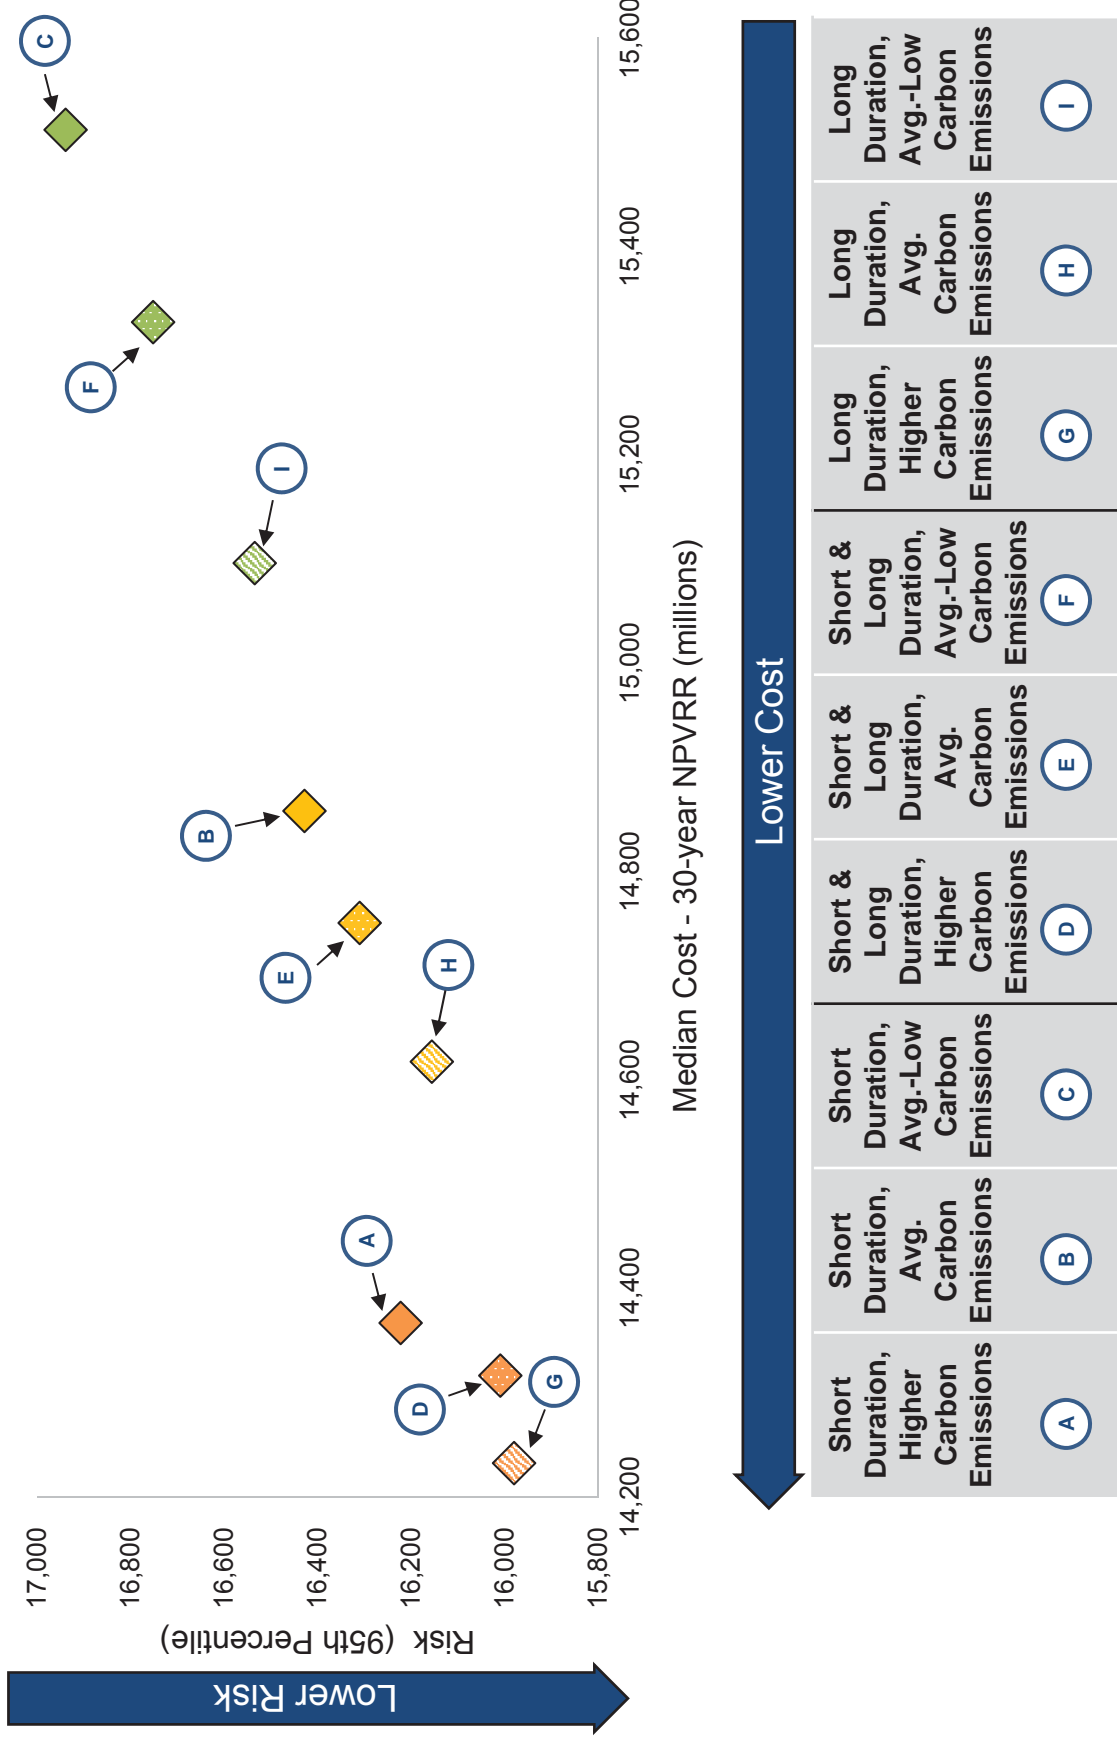 Lower Risk
Risk (95th Percentile)
17,000
16,800
16,600
16,400
16,200
16,000
15,800
C
F
I
B
E
H
A
D
G
14,200
14,400
14,600
14,800
15,000
15,200
15,400
15,600
Median Cost - 30-year NPVRR (millions)
Lower Cost
Short
Duration,
Higher
Carbon
Emissions
A
Short
Duration,
Avg.
Carbon
Emissions
B
Short
Duration,
Avg.-Low
Carbon
Emissions
C
Short &
Long
Duration,
Higher
Carbon
Emissions
D
Short &
Long
Duration,
Avg.
Carbon
Emissions
E
Short &
Long
Duration,
Avg.-Low
Carbon
Emissions
F
Long
Duration,
Higher
Carbon
Emissions
G
Long
Duration,
Avg.
Carbon
Emissions
H
Long
Duration,
Avg.-Low
Carbon
Emissions
I